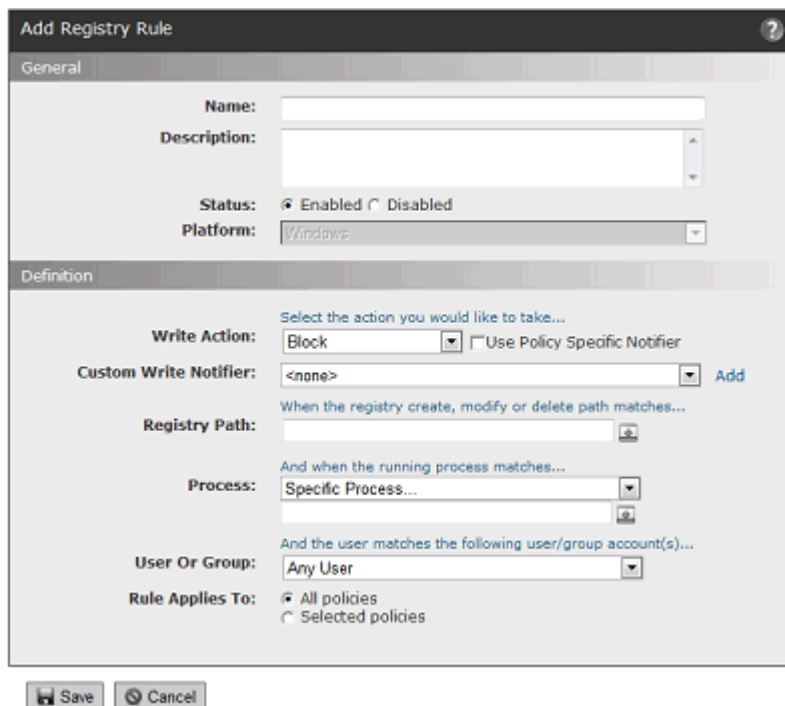 Add Registry Rule ?
General
Name:
Description:
Status: Enabled Disabled
Platform: Windows
Definition
Select the action you would like to take...
Write Action: Block Use Policy Specific Notifier
Custom Write Notifier: <none> Add
When the registry create, modify or delete path matches...
Registry Path:
And when the running process matches...
Process: Specific Process...
And the user matches the following user/group account(s)...
User Or Group: Any User
Rule Applies To: All policies
Selected policies
Save Cancel